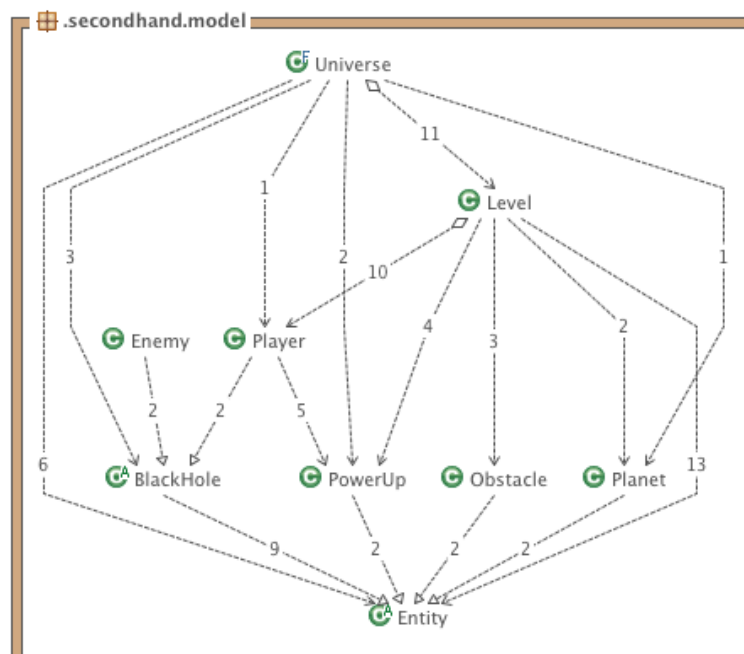 .secondhand.model
C F Universe
11
C Level
1
3
2
1
10
4
3
2
C Enemy
C Player
2
2
5
6
13
C A BlackHole
C PowerUp
C Obstacle
C Planet
9
2
2
2
C A Entity